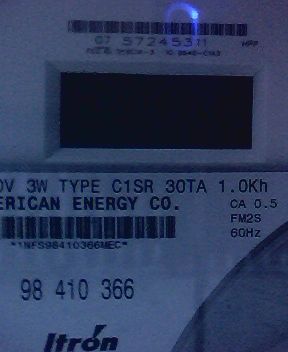 07 57245311 MPP
0V 3W TYPE C1SR 30TA 1.0Kh
ERICAN ENERGY CO.
CA 0.5
FM2S
60Hz
*1NFS98410366MEC*
98 410 366
Itron